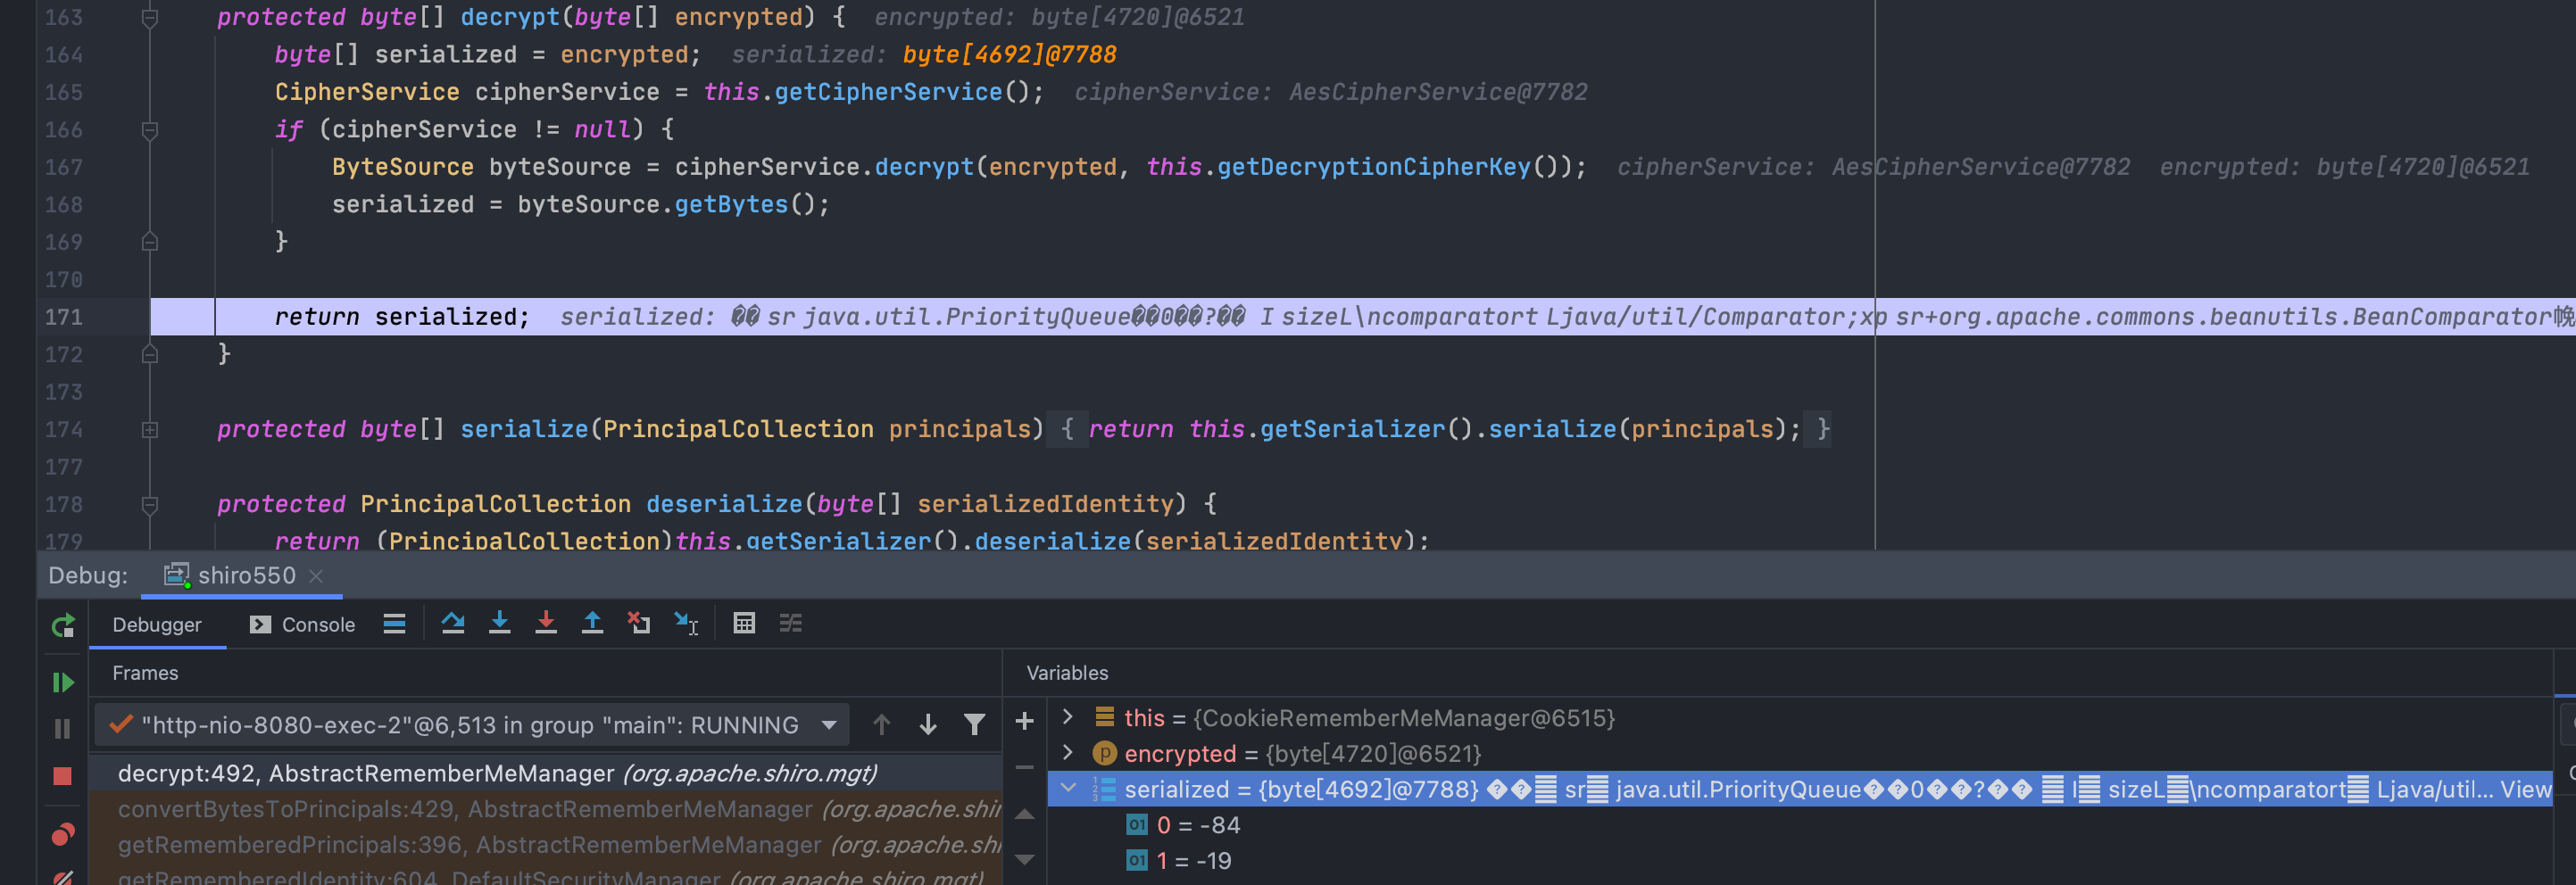 163 protected byte[] decrypt(byte[] encrypted) { encrypted: byte[4720]@6521
164 byte[] serialized = encrypted; serialized: byte[4692]@7788
165 CipherService cipherService = this.getCipherService(); cipherService: AesCipherService@7782
166 if (cipherService != null) {
167 ByteSource byteSource = cipherService.decrypt(encrypted, this.getDecryptionCipherKey()); cipherService: AesCipherService@7782 encrypted: byte[4720]@6521
168 serialized = byteSource.getBytes();
169 }
170
171 return serialized; serialized: �� sr java.util.PriorityQueue��0��?�� I sizeL\ncomparatort Ljava/util/Comparator;xp sr+org.apache.commons.beanutils.BeanComparator
172 }
173
174 protected byte[] serialize(PrincipalCollection principals) { return this.getSerializer().serialize(principals); }
177
178 protected PrincipalCollection deserialize(byte[] serializedIdentity) {
179 return (PrincipalCollection)this.getSerializer().deserialize(serializedIdentity);
Debug: shiro550
Debugger Console
Frames Variables
"http-nio-8080-exec-2"@6,513 in group "main": RUNNING
this = {CookieRememberMeManager@6515}
encrypted = {byte[4720]@6521}
serialized = {byte[4692]@7788} �� sr java.util.PriorityQueue��0��?�� I sizeL \ncomparatort Ljava/util... View
0 = -84
1 = -19
decrypt:492, AbstractRememberMeManager (org.apache.shiro.mgt)
convertBytesToPrincipals:429, AbstractRememberMeManager (org.apache.shir
getRememberedPrincipals:396, AbstractRememberMeManager (org.apache.sh
getRememberedIdentity:604, DefaultSecurityManager (org.apache.shiro.mgt)